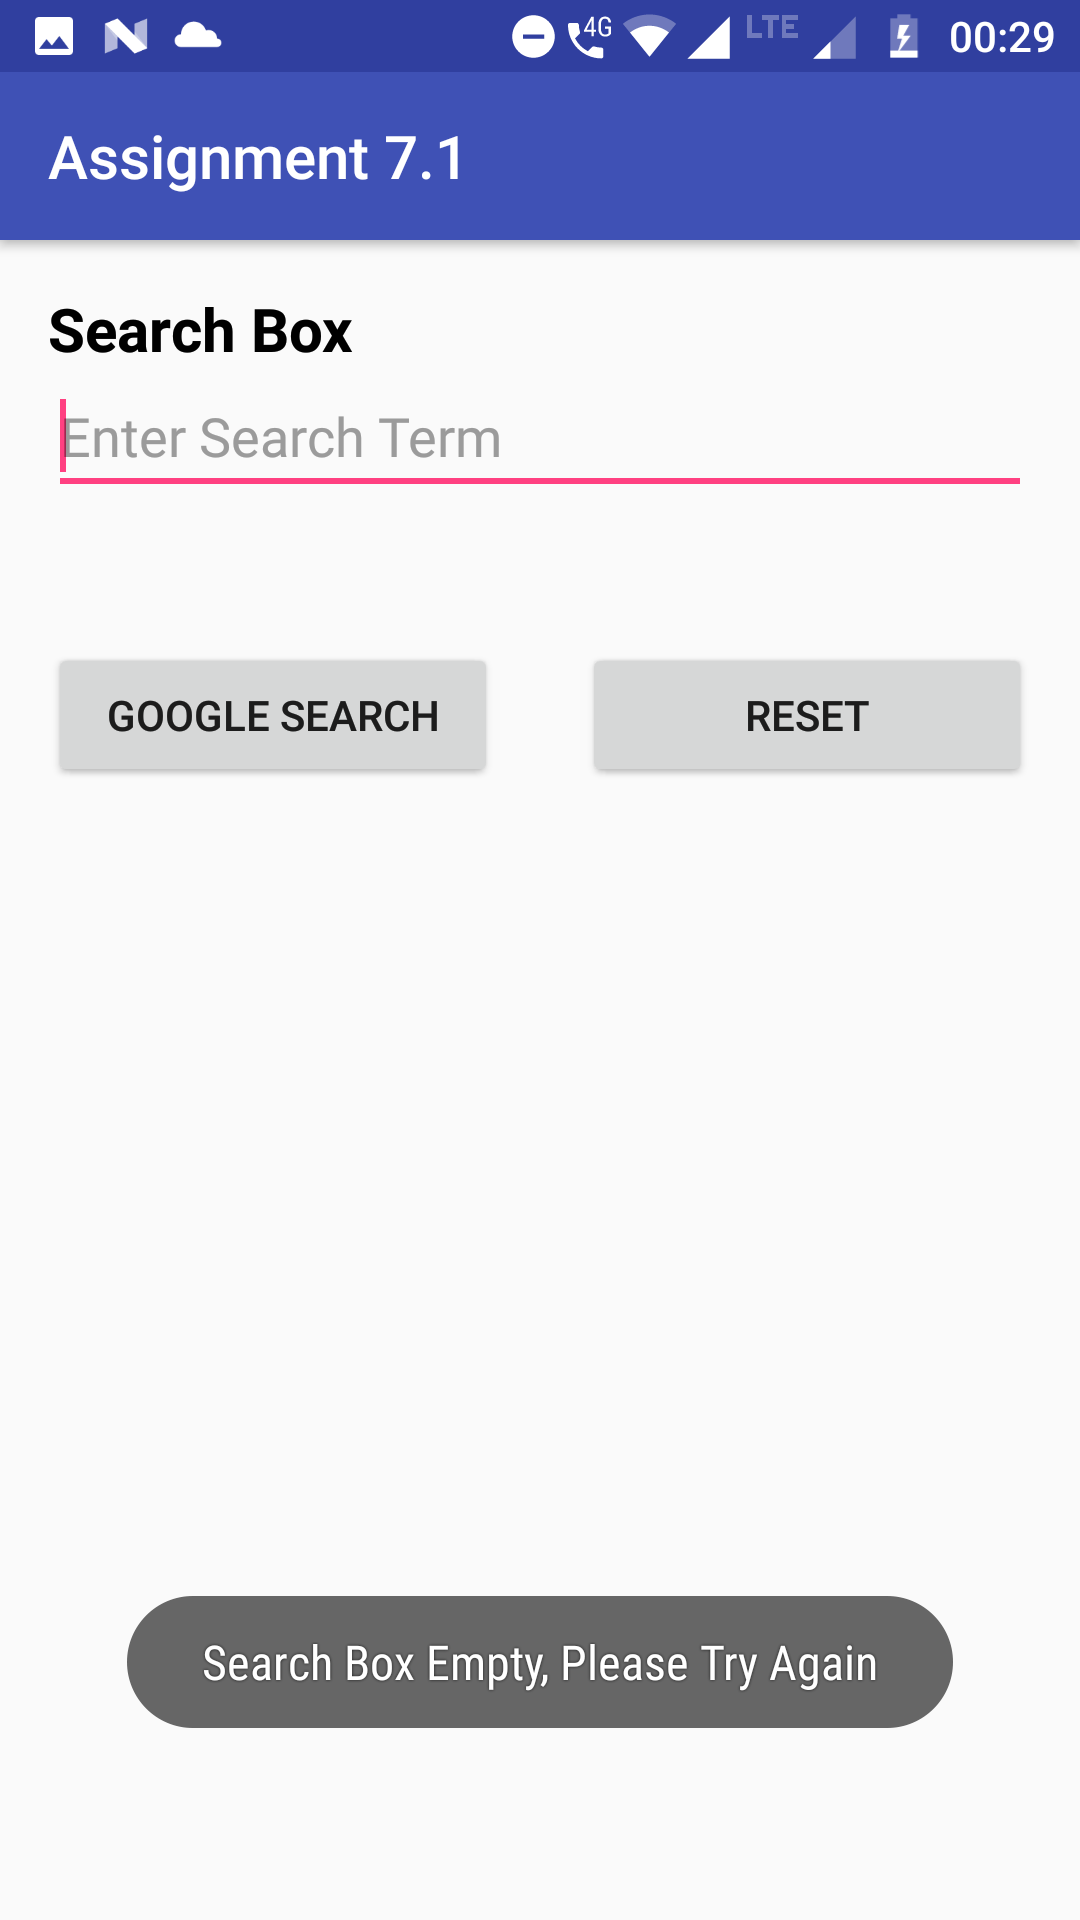 4G LTE 00:29
Assignment 7.1
Search Box
Enter Search Term
GOOGLE SEARCH RESET
Search Box Empty, Please Try Again